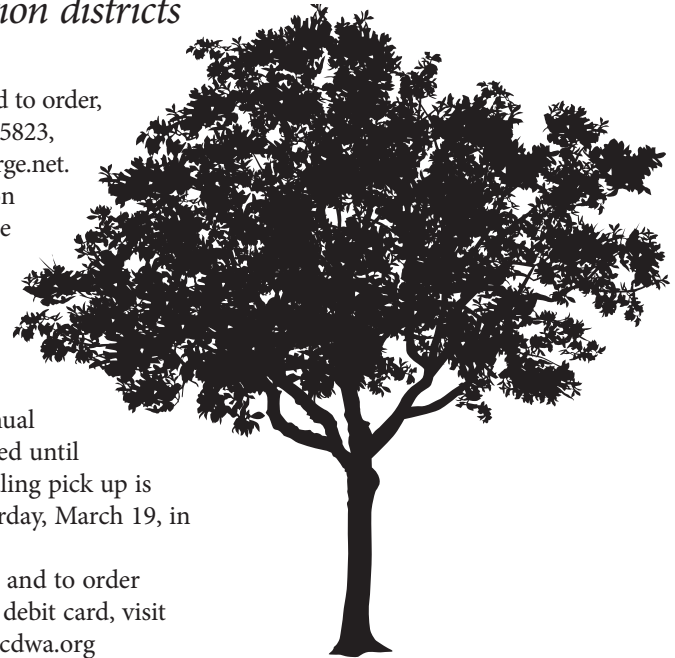 ion districts
d to order,
5823,
rge.net.
on
e
nual
ed until
ling pick up is
rday, March 19, in
and to order
debit card, visit
cdwa.org